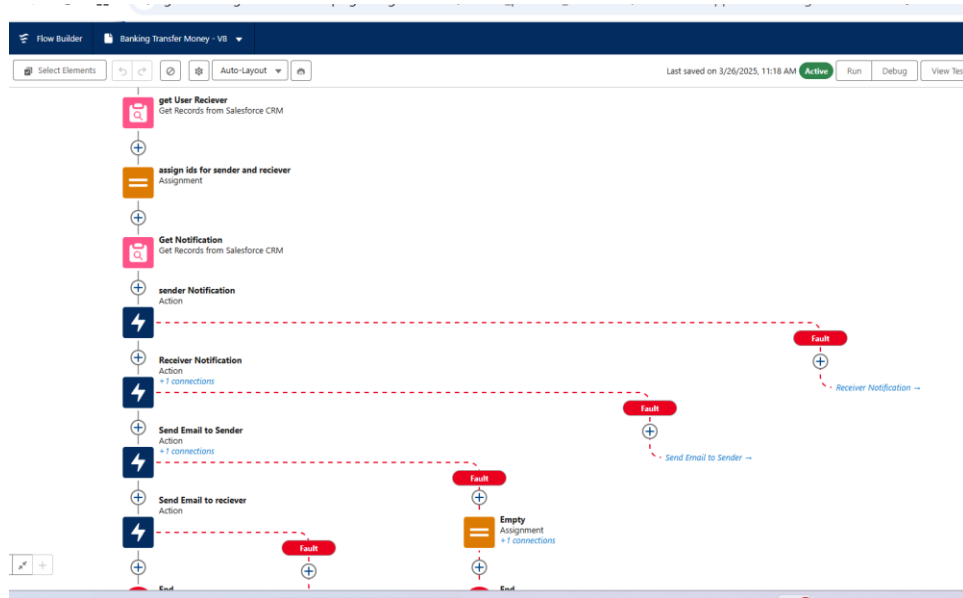 Flow Builder
Banking Transfer Money - V8
Select Elements
Auto-Layout
Last saved on 3/26/2025, 11:18 AM
Active
Run
Debug
View Tes
get User Reciever
Get Records from Salesforce CRM
assign ids for sender and reciever
Assignment
Get Notification
Get Records from Salesforce CRM
sender Notification
Action
Fault
Receiver Notification
Action
+1 connections
Receiver Notification →
Fault
Send Email to Sender
Action
+1 connections
Send Email to Sender →
Fault
Send Email to reciever
Action
Empty
Assignment
+1 connections
Fault
End
End